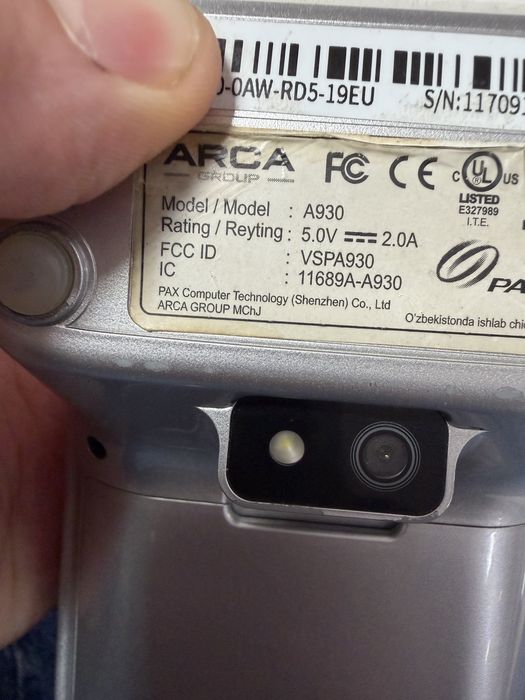 -0AW-RD5-19EU S/N:11709
ARCA
GROUP
FC CE
C UL US
LISTED
E327989
I.T.E.
Model / Model : A930
Rating / Reyting : 5.0V 2.0A
FCC ID : VSPA930
IC : 11689A-A930
PA
PAX Computer Technology (Shenzhen) Co., Ltd
ARCA GROUP MChJ
O'zbekistonda ishlab